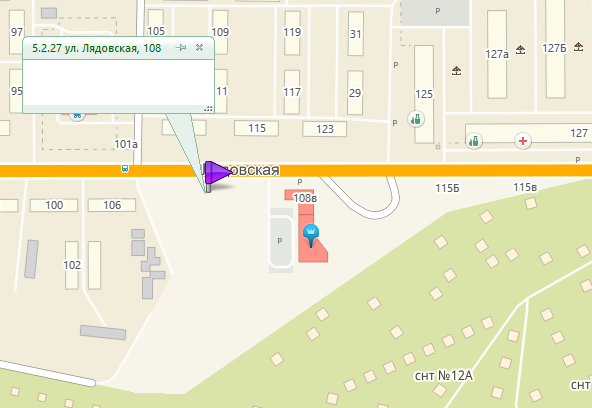 97
105
109
119
31
Р
127а
127Б
5.2.27 ул. Лядовская, 108
Р
95
11
117
29
125
115
123
Р
101а
127
Р
довская
Р
115Б
115в
100
106
108в
Р
102
снт №12А
снт